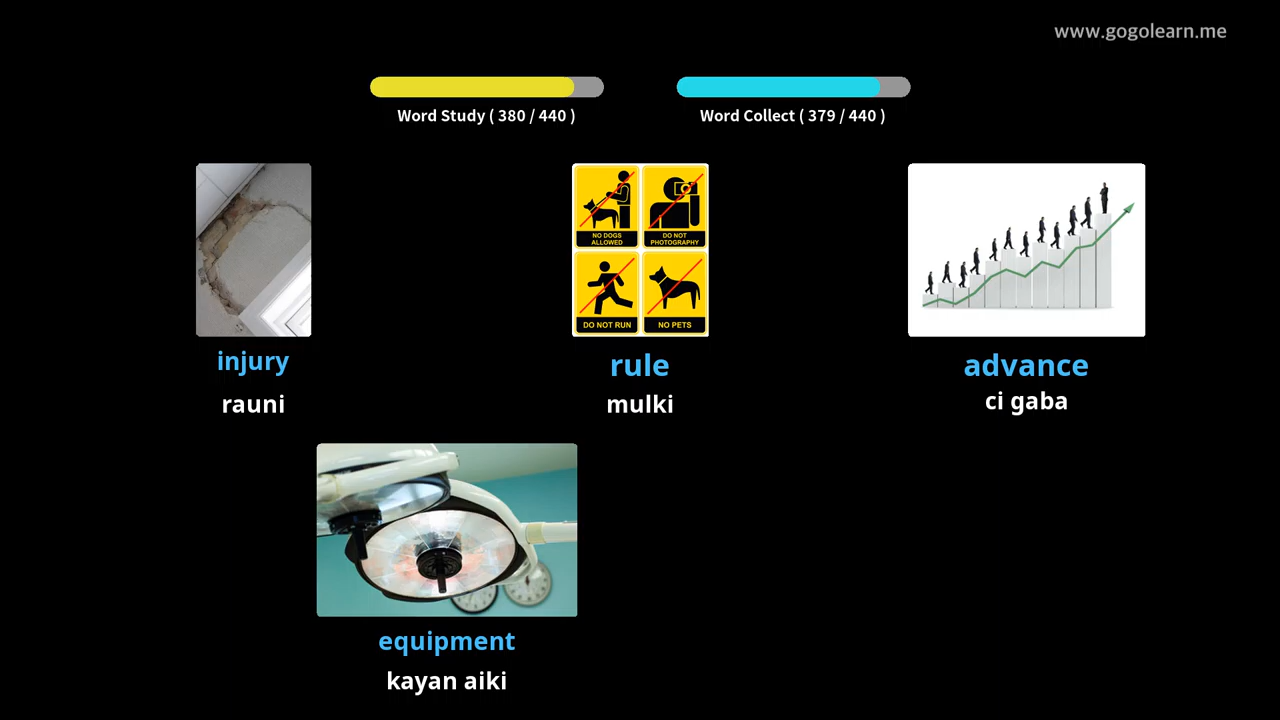 www.gogolearn.me
Word Study ( 380 / 440 )
Word Collect ( 379 / 440 )
NO DOGS
ALLOWED
DO NOT
PHOTOGRAPHY
DO NOT RUN
NO PETS
injury
rauni
rule
mulki
advance
ci gaba
equipment
kayan aiki